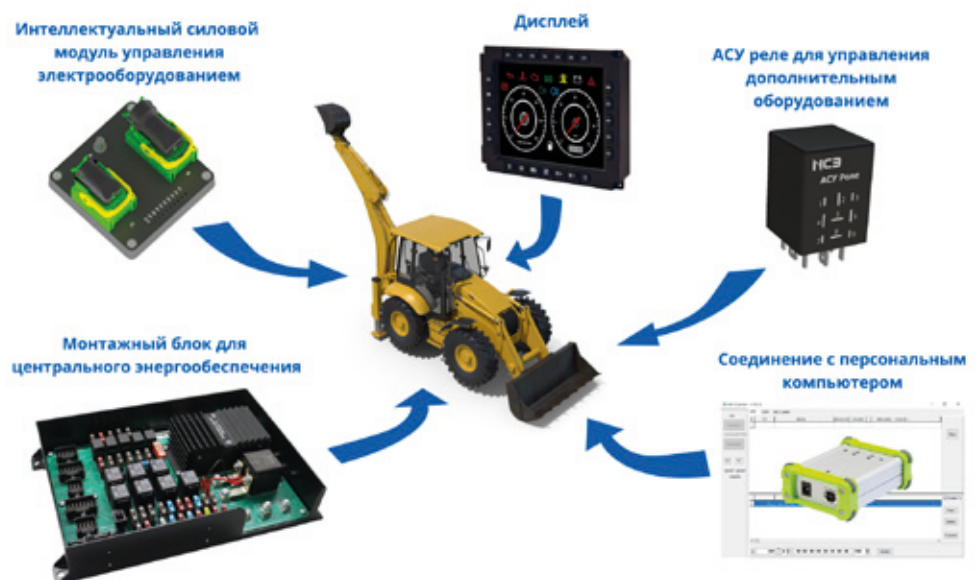 Интеллектуальный силовой
модуль управления
электрооборудованием
Дисплей
АСУ реле для управления
дополнительным
оборудованием
НСЭ
АСУ Реле
Монтажный блок для
центрального энергообеспечения
Соединение с персональным
компьютером